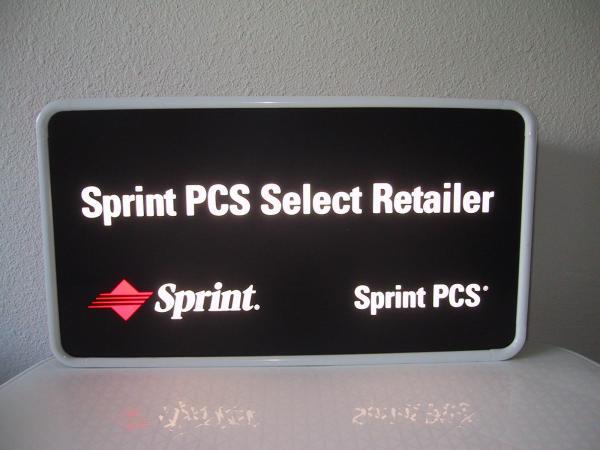 Sprint PCS Select Retailer
Sprint. Sprint PCS